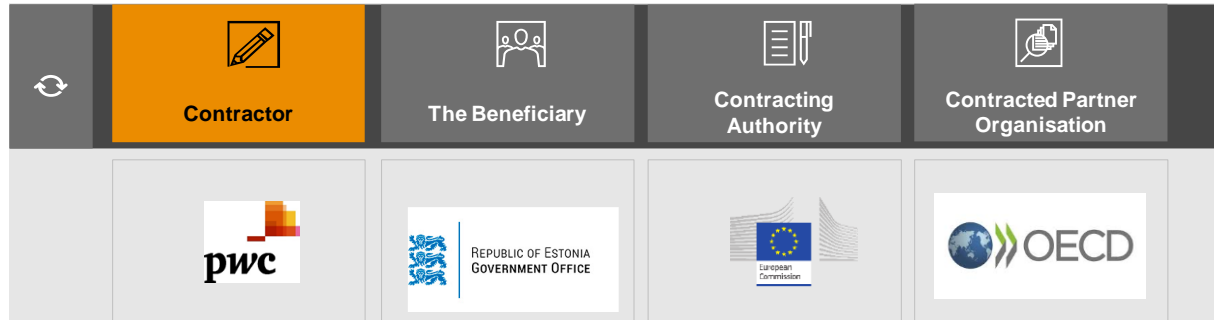 Contractor
The Beneficiary
Contracting
Authority
Contracted Partner
Organisation
pwc
REPUBLIC OF ESTONIA
GOVERNMENT OFFICE
European
Commission
OECD